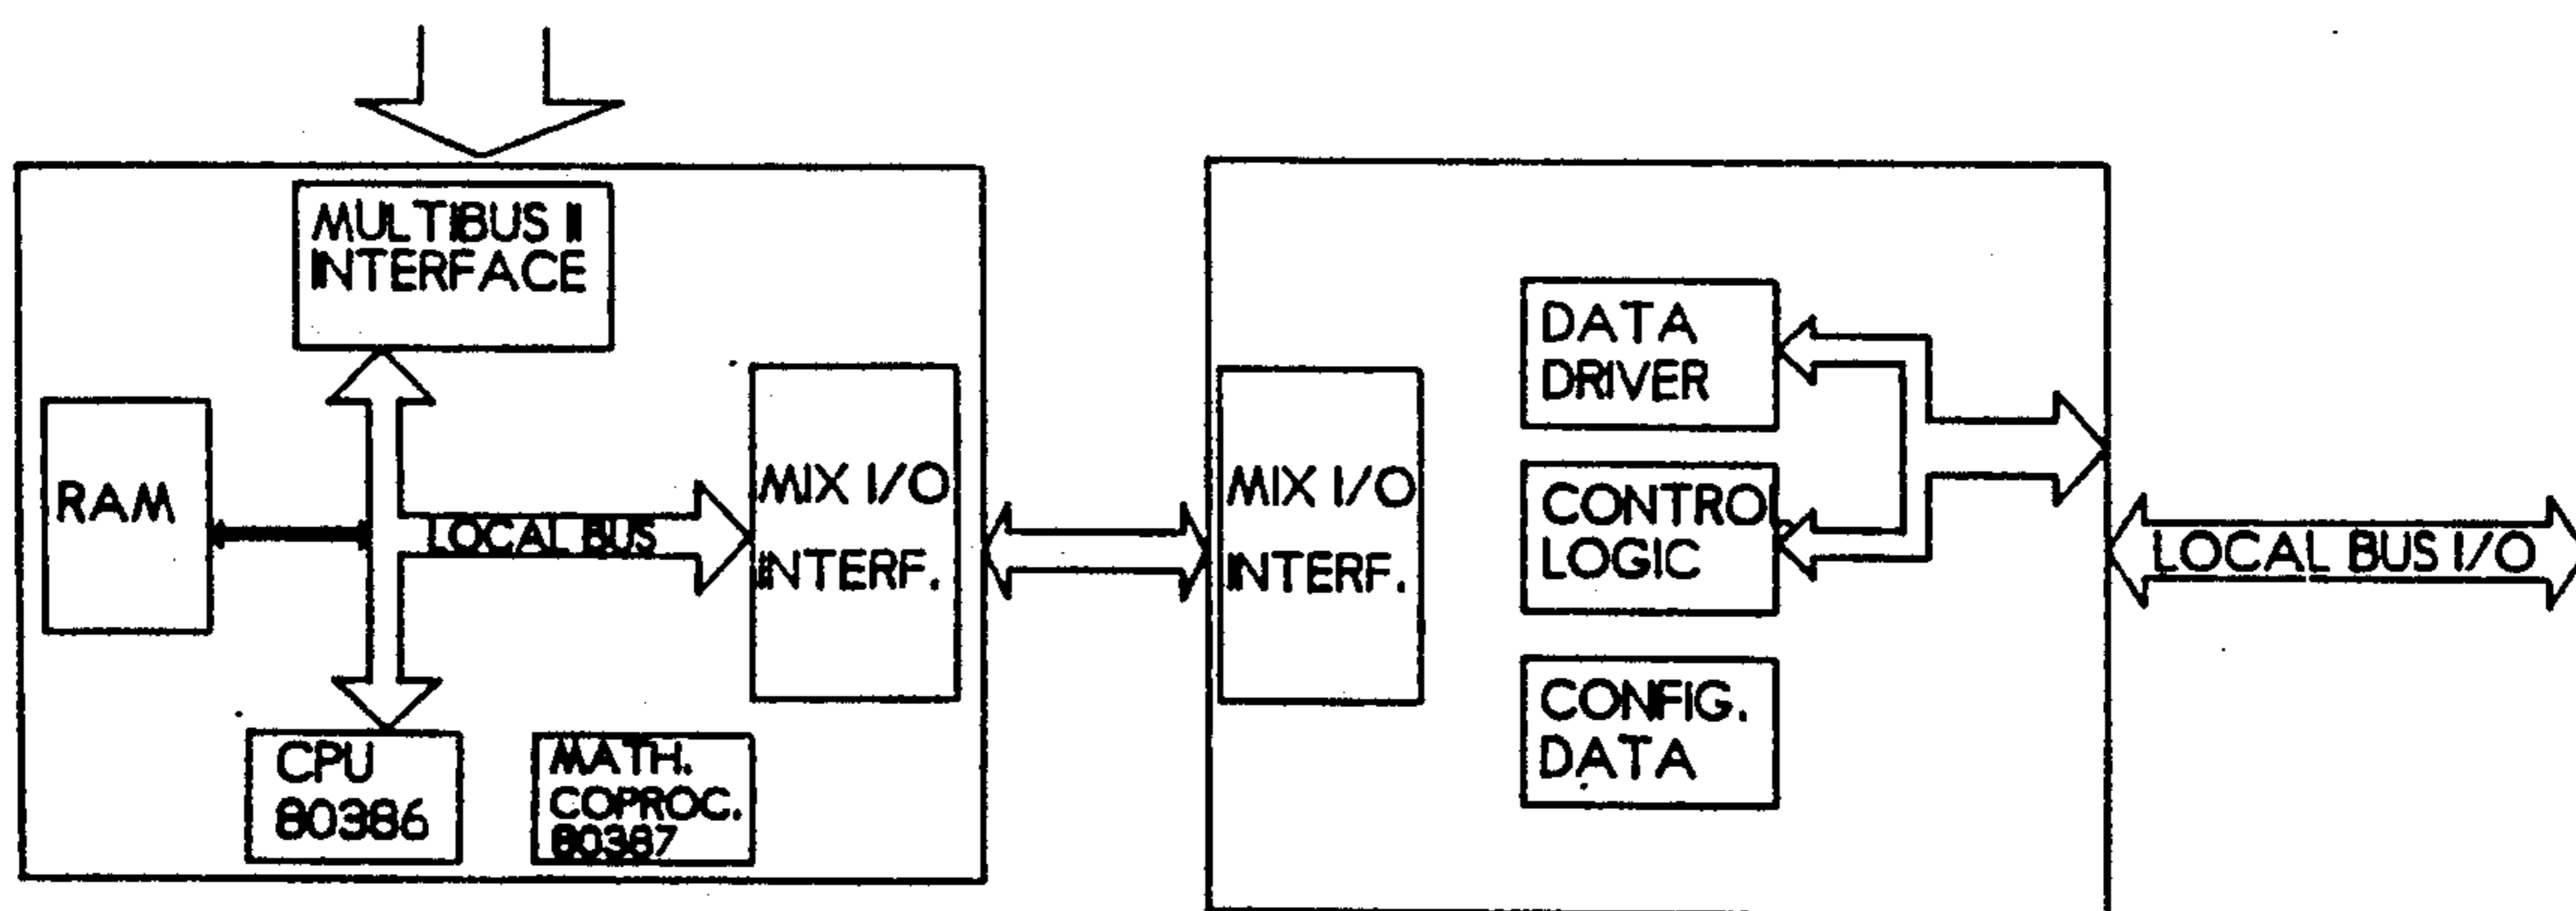 MULTIBUS II
INTERFACE
RAM
LOCAL BUS
MIX I/O
INTERF.
CPU
80386
MATH.
COPROC.
80387
MIX I/O
INTERF.
DATA
DRIVER
CONTROL
LOGIC
CONFIG.
DATA
LOCAL BUS I/O